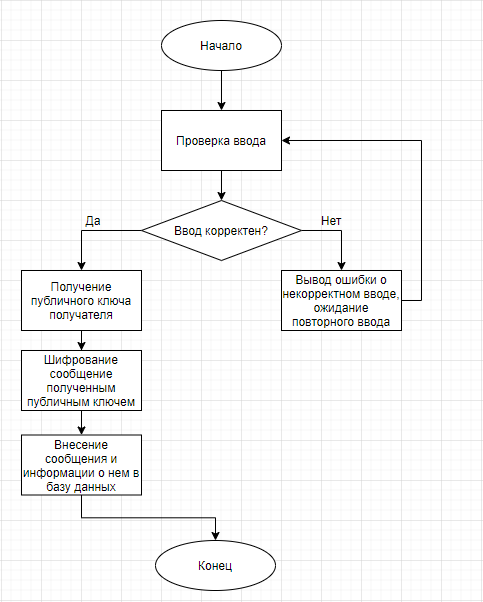 Начало
Проверка ввода
Ввод корректен?
Да
Нет
Получение
публичного ключа
получателя
Вывод ошибки о
некорректном вводе,
ожидание
повторного ввода
Шифрование
сообщение
полученным
публичным ключем
Внесение
сообщения и
информации о нем в
базу данных
Конец